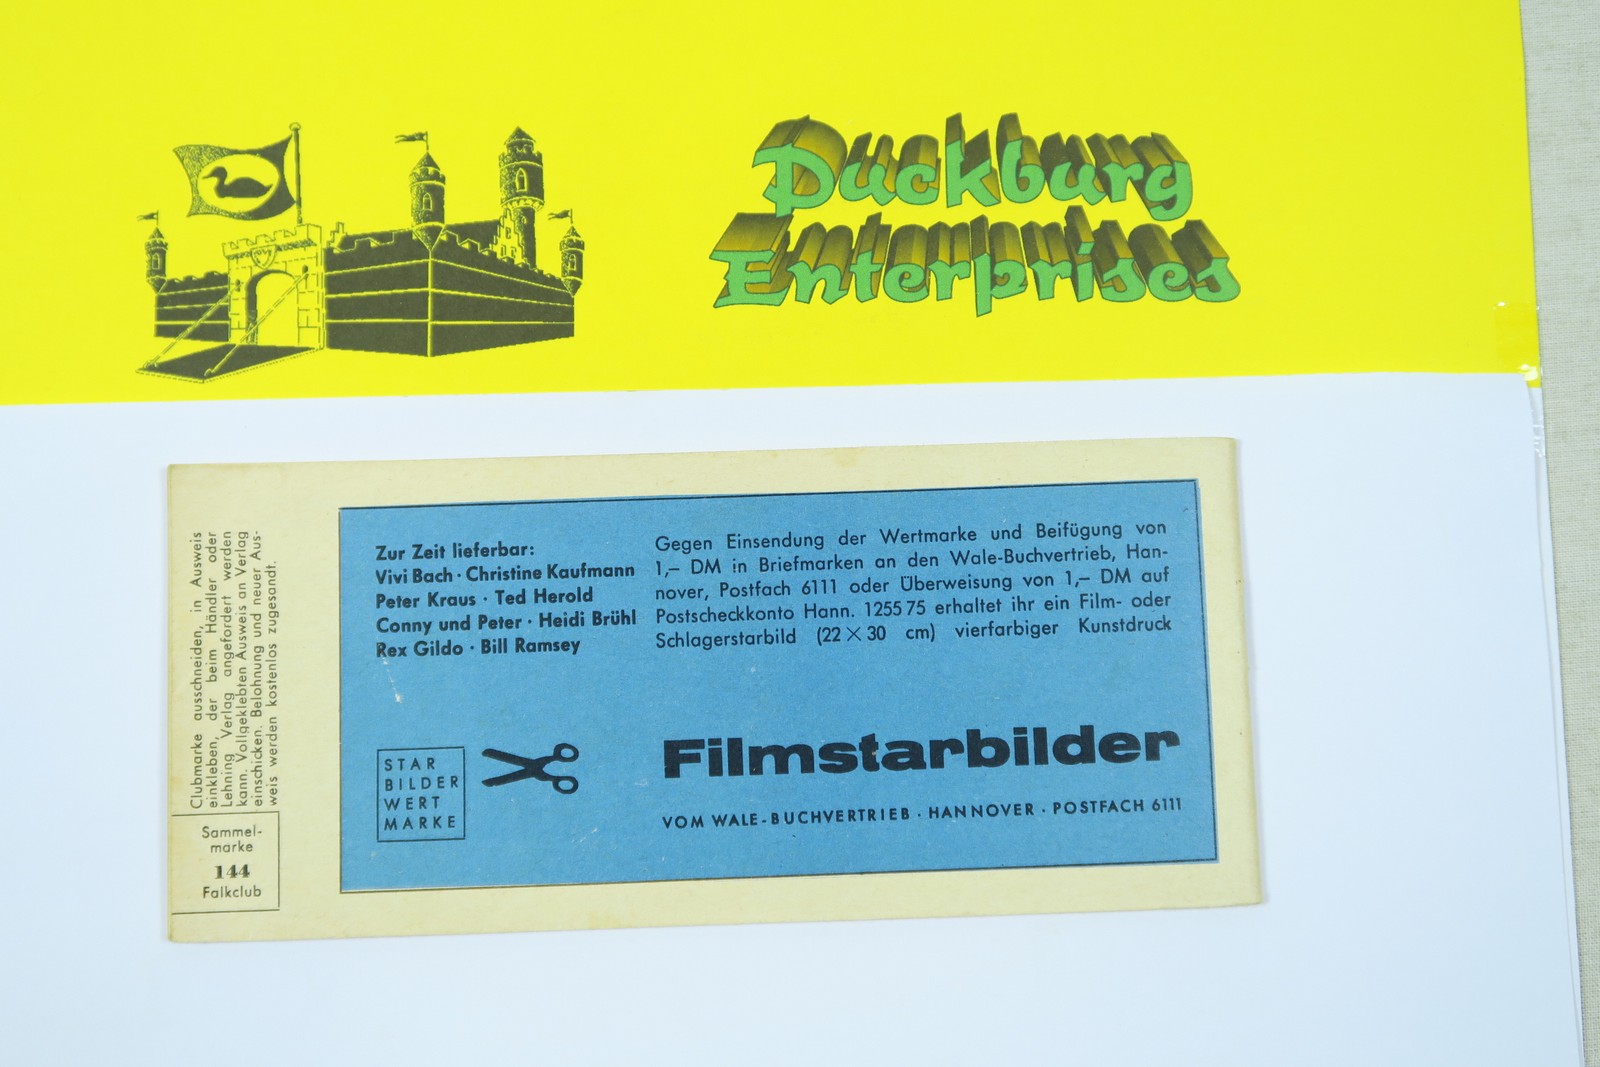 Duckburg
Enterprises
Clubmarke ausschneiden, in Ausweis
einkleben, der beim Händler oder
Lehning Verlag angefordert werden
kann. Vollgeklebten Ausweis an Verlag
einschicken. Belohnung und neuer Aus-
weis werden kostenlos zugesandt.
Sammel-
marke
144
Falkclub
Zur Zeit lieferbar:
Vivi Bach · Christine Kaufmann
Peter Kraus · Ted Herold
Conny und Peter · Heidi Brühl
Rex Gildo · Bill Ramsey
Gegen Einsendung der Wertmarke und Beifügung von
1,– DM in Briefmarken an den Wale-Buchvertrieb, Han-
nover, Postfach 6111 oder Überweisung von 1,– DM auf
Postscheckkonto Hann. 1255 75 erhaltet ihr ein Film- oder
Schlagerstarbild (22 × 30 cm) vierfarbiger Kunstdruck
STAR
BILDER
WERT
MARKE
Filmstarbilder
VOM WALE-BUCHVERTRIEB · HANNOVER · POSTFACH 6111